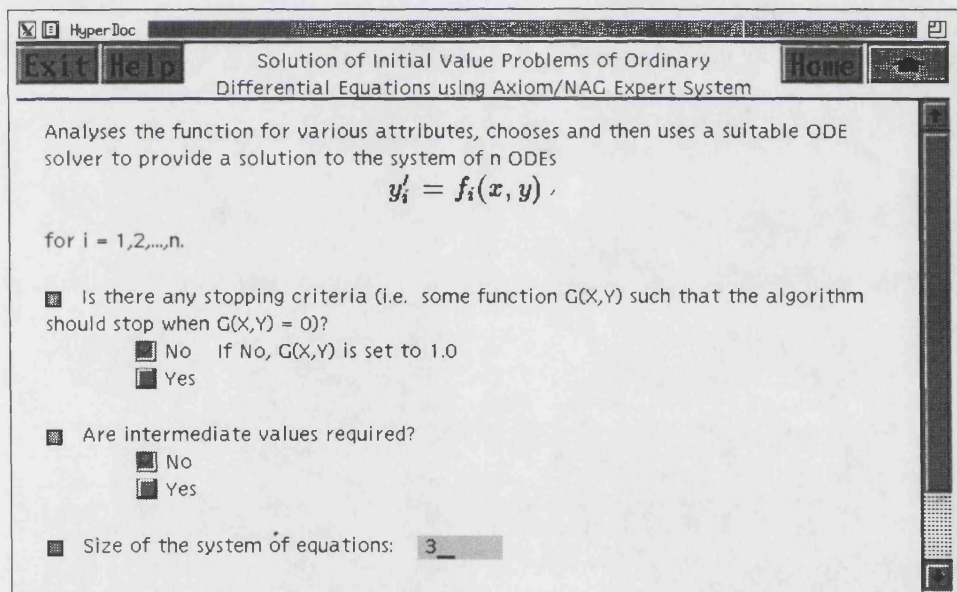 HyperDoc
Exit Help Solution of Initial Value Problems of Ordinary Home
Differential Equations using Axiom/NAG Expert System
Analyses the function for various attributes, chooses and then uses a suitable ODE
solver to provide a solution to the system of n ODEs
y′ᵢ = fᵢ(x, y) ,
for i = 1,2,...,n.
Is there any stopping criteria (i.e. some function G(X,Y) such that the algorithm
should stop when G(X,Y) = 0)?
No If No, G(X,Y) is set to 1.0
Yes
Are intermediate values required?
No
Yes
Size of the system of equations: 3_